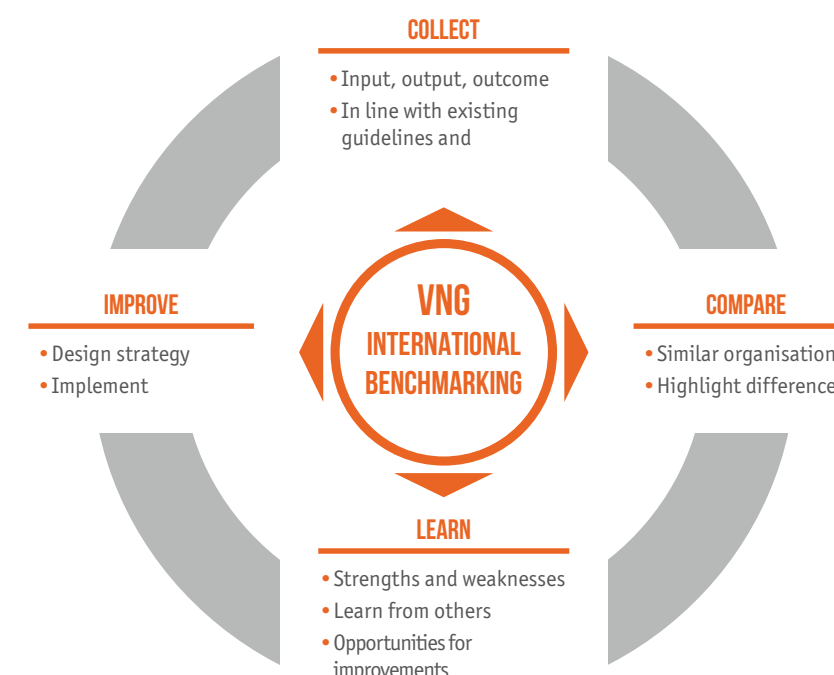 COLLECT
• Input, output, outcome
• In line with existing
guidelines and
IMPROVE
• Design strategy
• Implement
VNG
INTERNATIONAL
BENCHMARKING
COMPARE
• Similar organisation
• Highlight difference
LEARN
• Strengths and weaknesses
• Learn from others
• Opportunities for
improvements